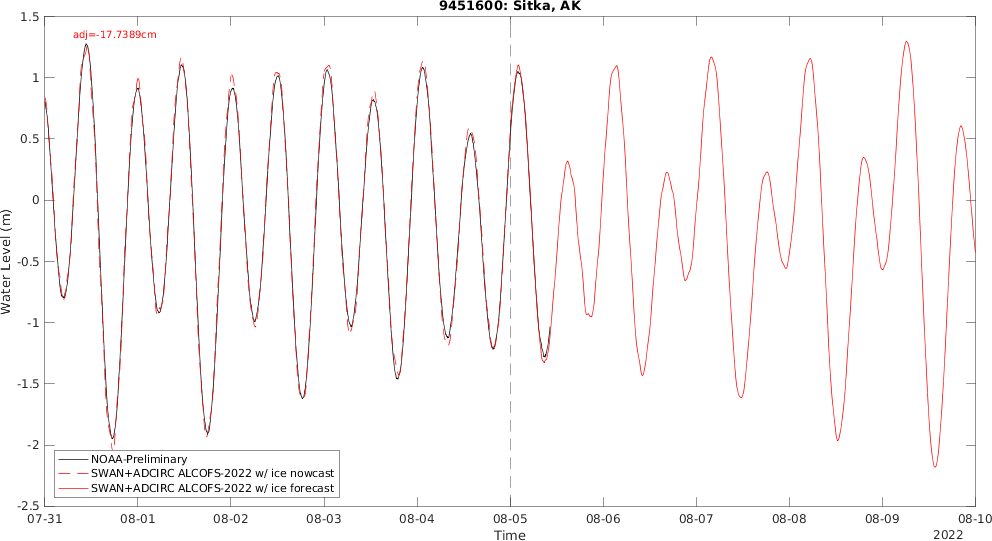 9451600: Sitka, AK
adj=-17.7389cm
1.5
1
0.5
0
-0.5
-1
-1.5
-2
-2.5
Water Level (m)
NOAA-Preliminary
SWAN+ADCIRC ALCOFS-2022 w/ ice nowcast
SWAN+ADCIRC ALCOFS-2022 w/ ice forecast
07-31 08-01 08-02 08-03 08-04 08-05 08-06 08-07 08-08 08-09 08-10
Time
2022